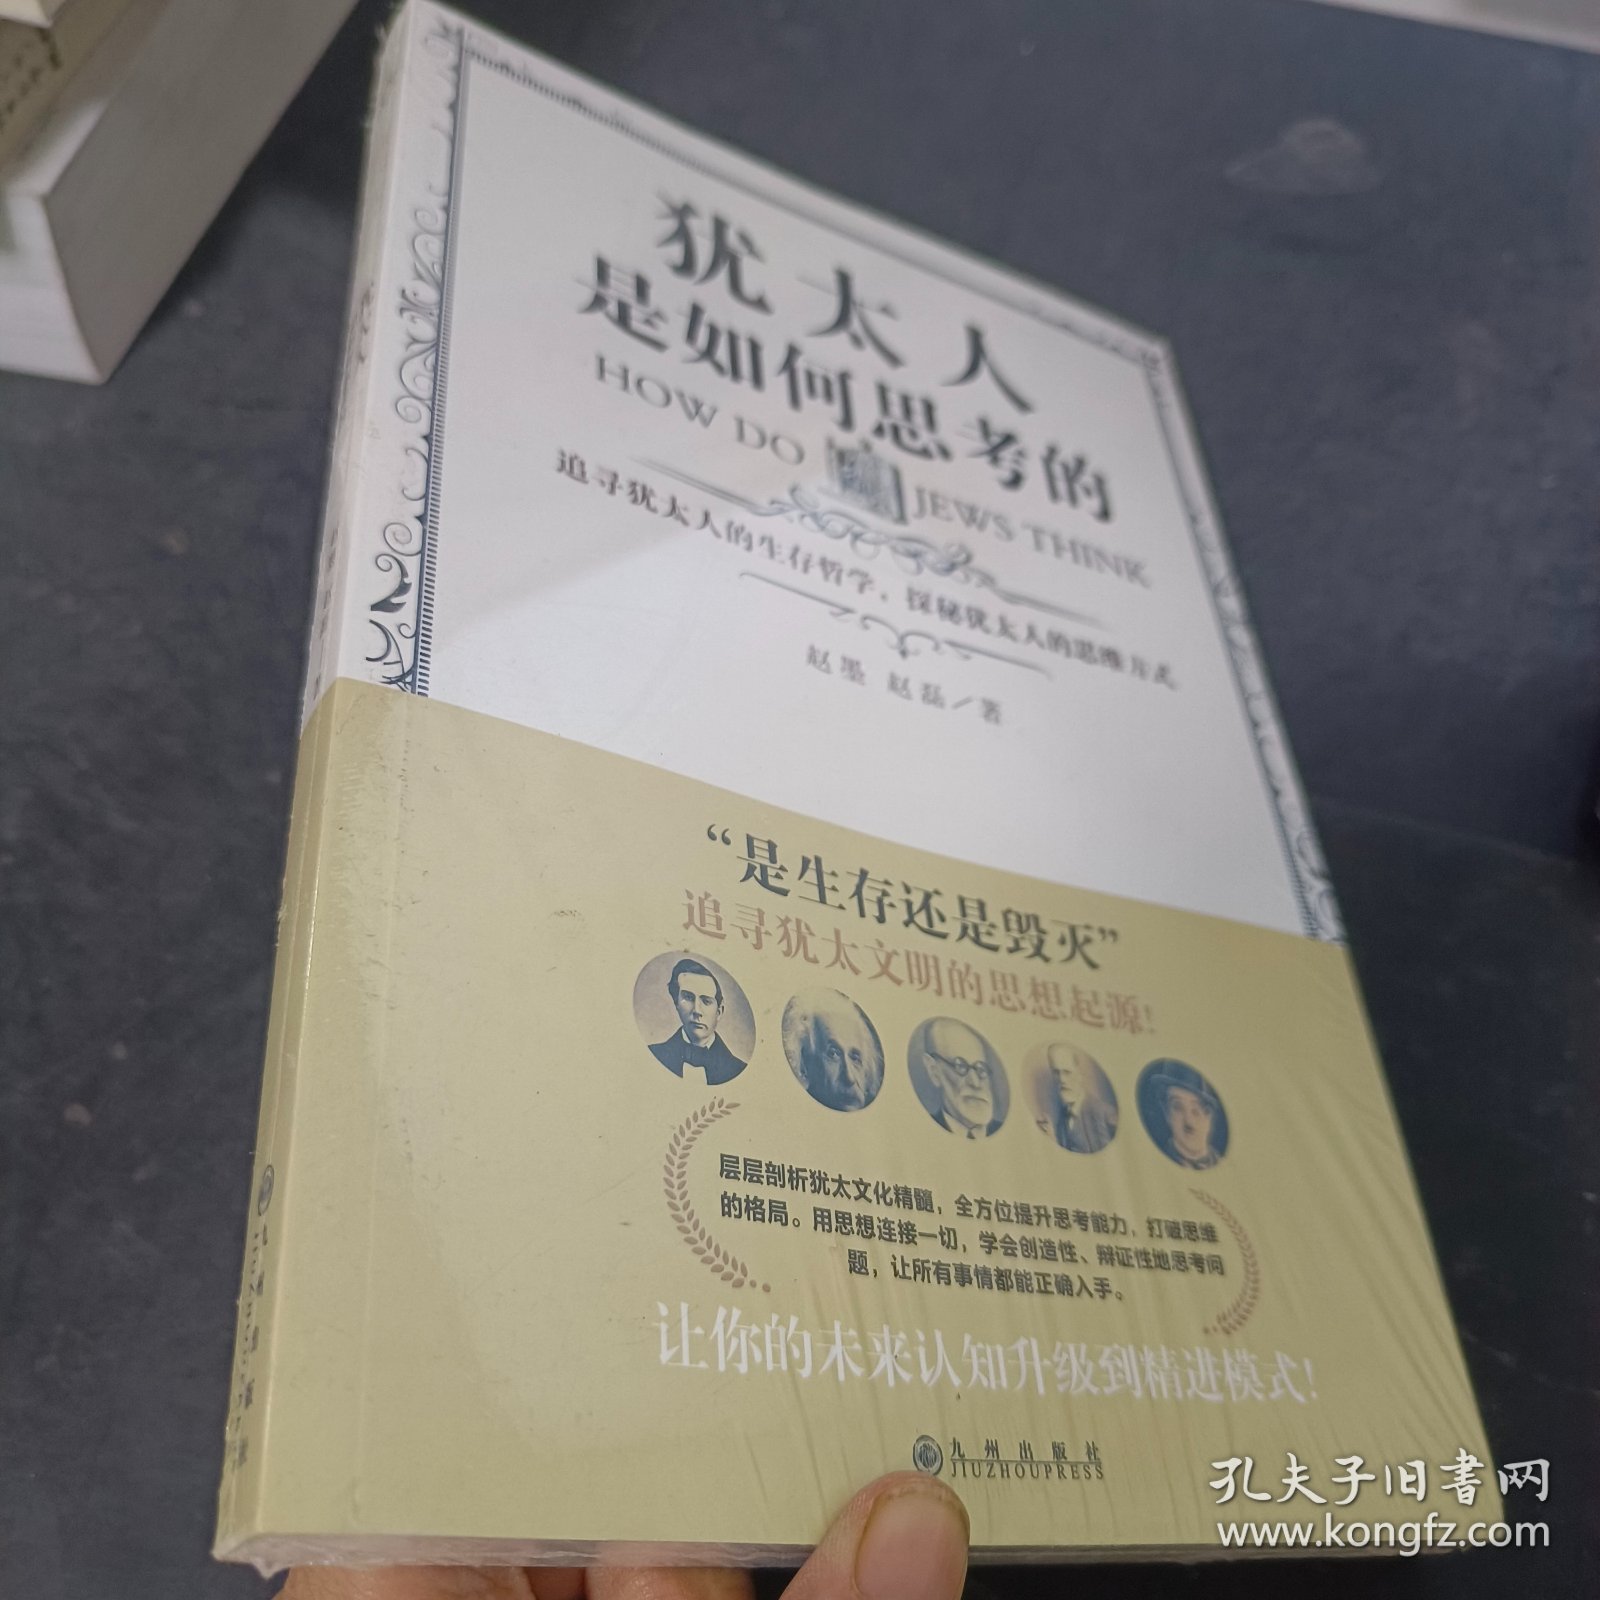 犹太人
是如何思考的
HOW DO JEWS THINK
追寻犹太人的生存哲学，探秘犹太人的思维方式
赵墨 赵磊／著
“是生存还是毁灭”
追寻犹太文明的思想起源！
层层剖析犹太文化精髓，全方位提升思考能力，打破思维
的格局。用思想连接一切，学会创造性、辩证性地思考问
题，让所有事情都能正确入手。
让你的未来认知升级到精进模式！
九州出版社
JIUZHOUPRESS
孔夫子旧书网
www.kongfz.com